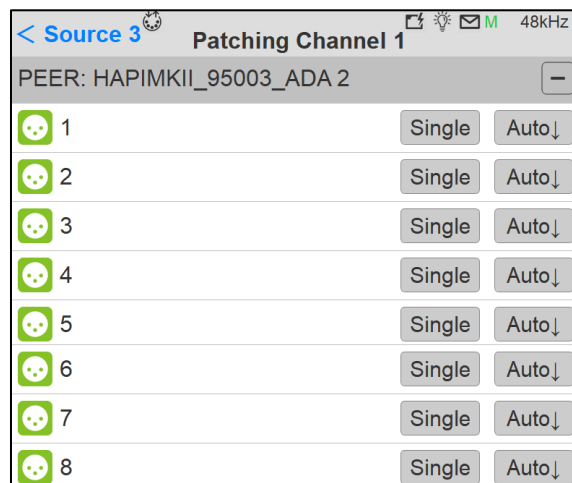 < Source 3 M 48kHz
Patching Channel 1
PEER: HAPIMKII_95003_ADA 2 −
1 Single Auto↓
2 Single Auto↓
3 Single Auto↓
4 Single Auto↓
5 Single Auto↓
6 Single Auto↓
7 Single Auto↓
8 Single Auto↓